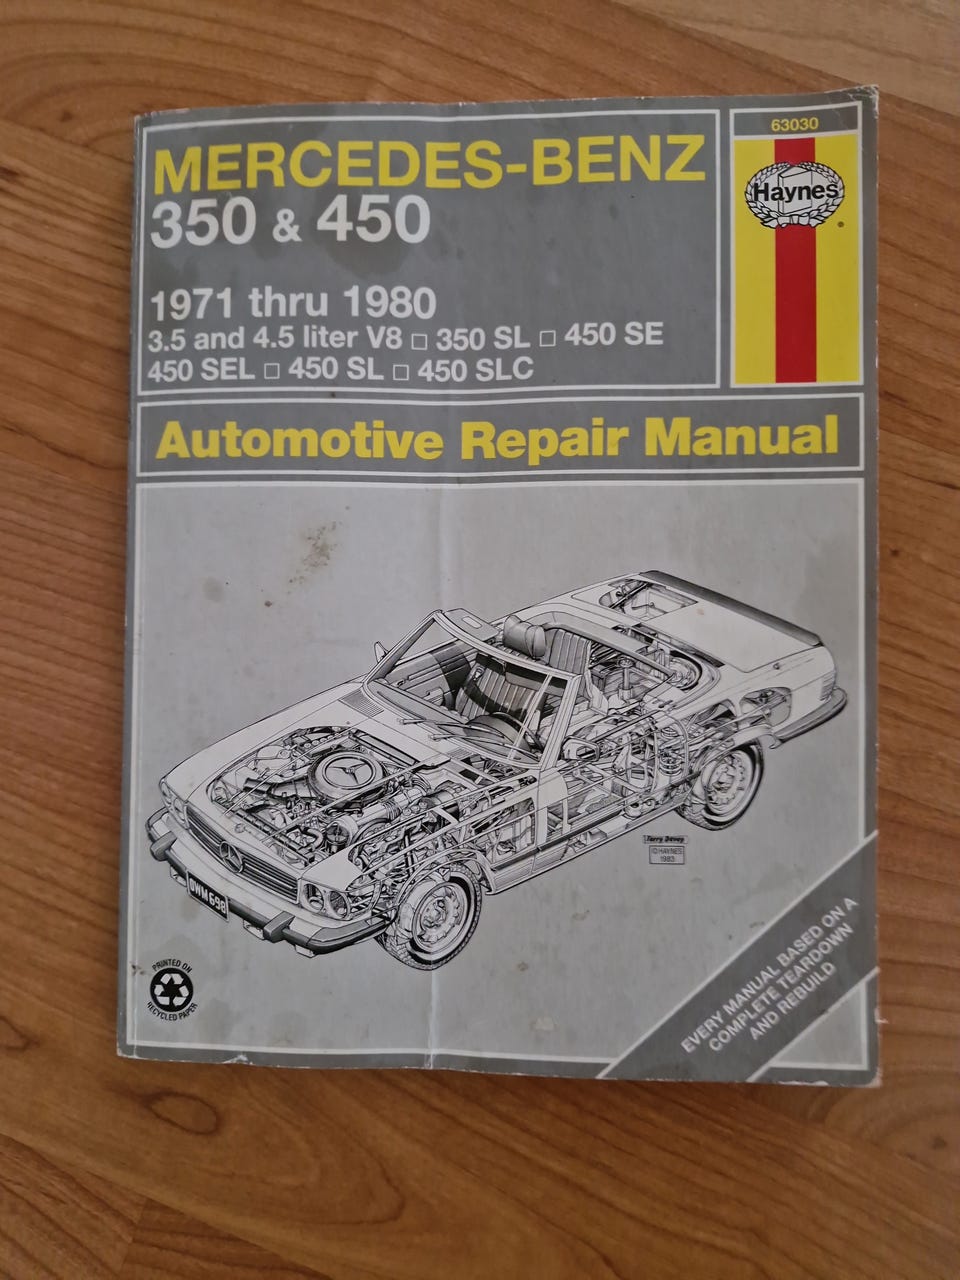 63030
Haynes
MERCEDES-BENZ
350 & 450
1971 thru 1980
3.5 and 4.5 liter V8 □ 350 SL □ 450 SE
450 SEL □ 450 SL □ 450 SLC
Automotive Repair Manual
Terry Davey
© HAYNES
1983
OWM 698
PRINTED ON
RECYCLED PAPER
EVERY MANUAL BASED ON A
COMPLETE TEARDOWN
AND REBUILD